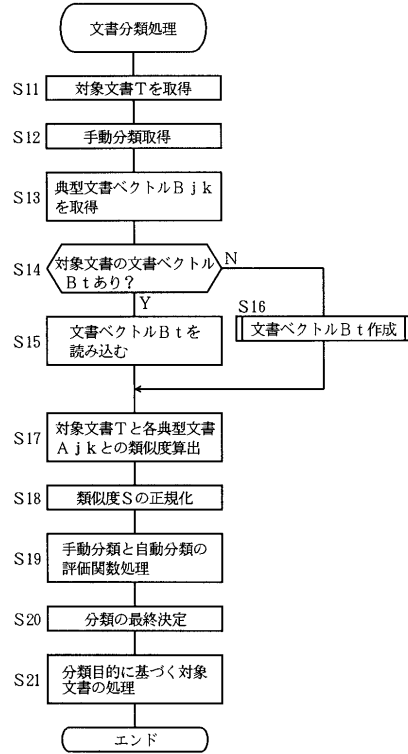 文書分類処理
S11
対象文書Tを取得
S12
手動分類取得
S13
典型文書ベクトルBjk
を取得
S14
対象文書の文書ベクトル
Btあり？
N
Y
S15
文書ベクトルBtを
読み込む
S16
文書ベクトルBt作成
S17
対象文書Tと各典型文書
Ajkとの類似度算出
S18
類似度Sの正規化
S19
手動分類と自動分類の
評価関数処理
S20
分類の最終決定
S21
分類目的に基づく対象
文書の処理
エンド